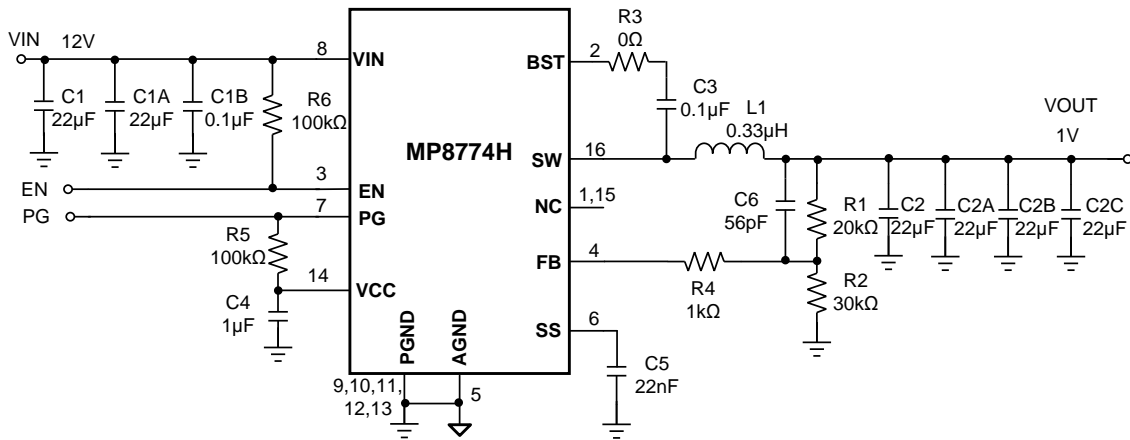 VIN 12V
C1
22µF
C1A
22µF
C1B
0.1µF
R6
100kΩ
EN
PG
R5
100kΩ
C4
1µF
8
3
7
14
MP8774H
VIN
EN
PG
VCC
PGND
AGND
BST
SW
NC
FB
SS
9,10,11,
12,13
5
2
16
1,15
4
6
R3
0Ω
C3
0.1µF
L1
0.33µH
C6
56pF
R1
20kΩ
R4
1kΩ
R2
30kΩ
C5
22nF
C2
22µF
C2A
22µF
C2B
22µF
C2C
22µF
VOUT
1V